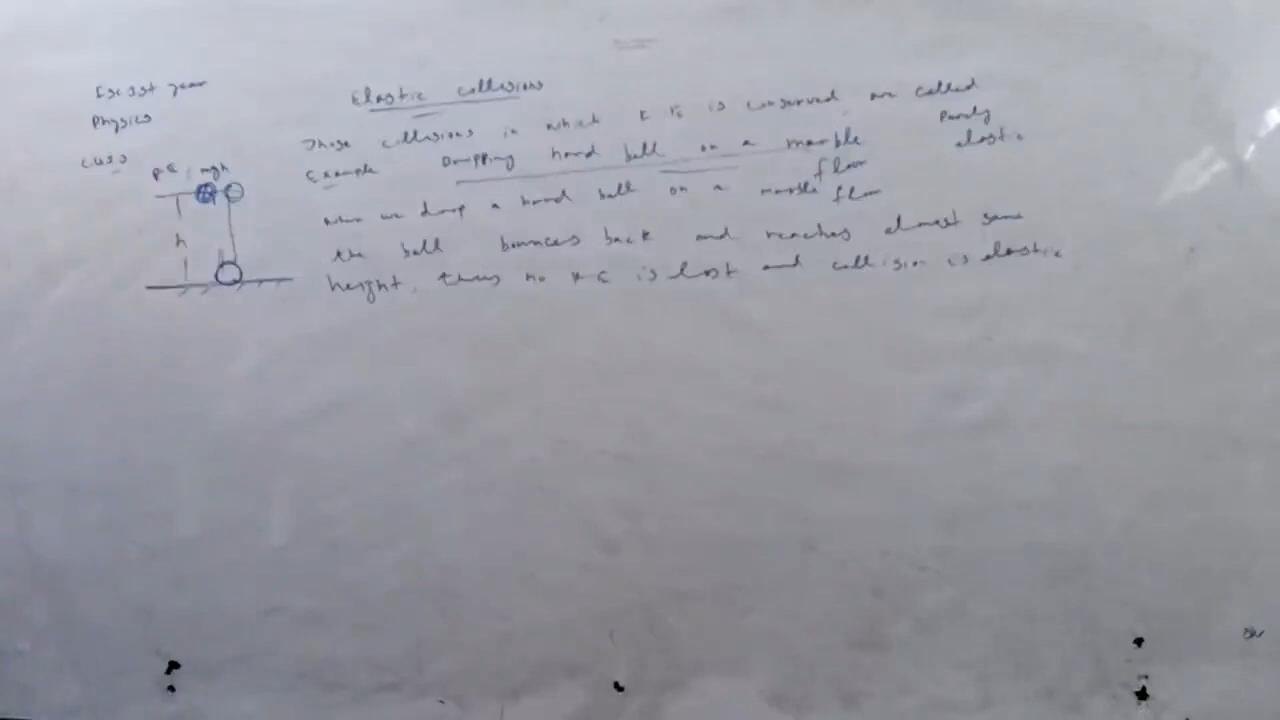 First year
Physics
Elastic collisions
Those collisions in which K E is conserved are called
Purely
elastic
Example Dropping hard ball on a marble
floor
P E = mgh
h
when we drop a hard ball on a marble floor
the ball bounces back and reaches almost same
height, thus no K E is lost and collision is elastic